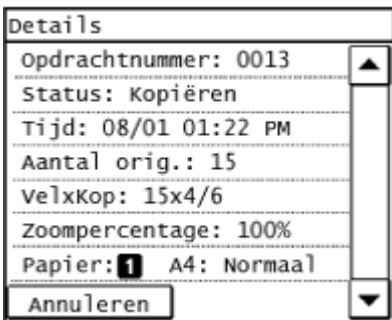 Details
Opdrachtnummer: 0013
Status: Kopiëren
Tijd: 08/01 01:22 PM
Aantal orig.: 15
VelxKop: 15x4/6
Zoompercentage: 100%
Papier: 1 A4: Normaal
Annuleren